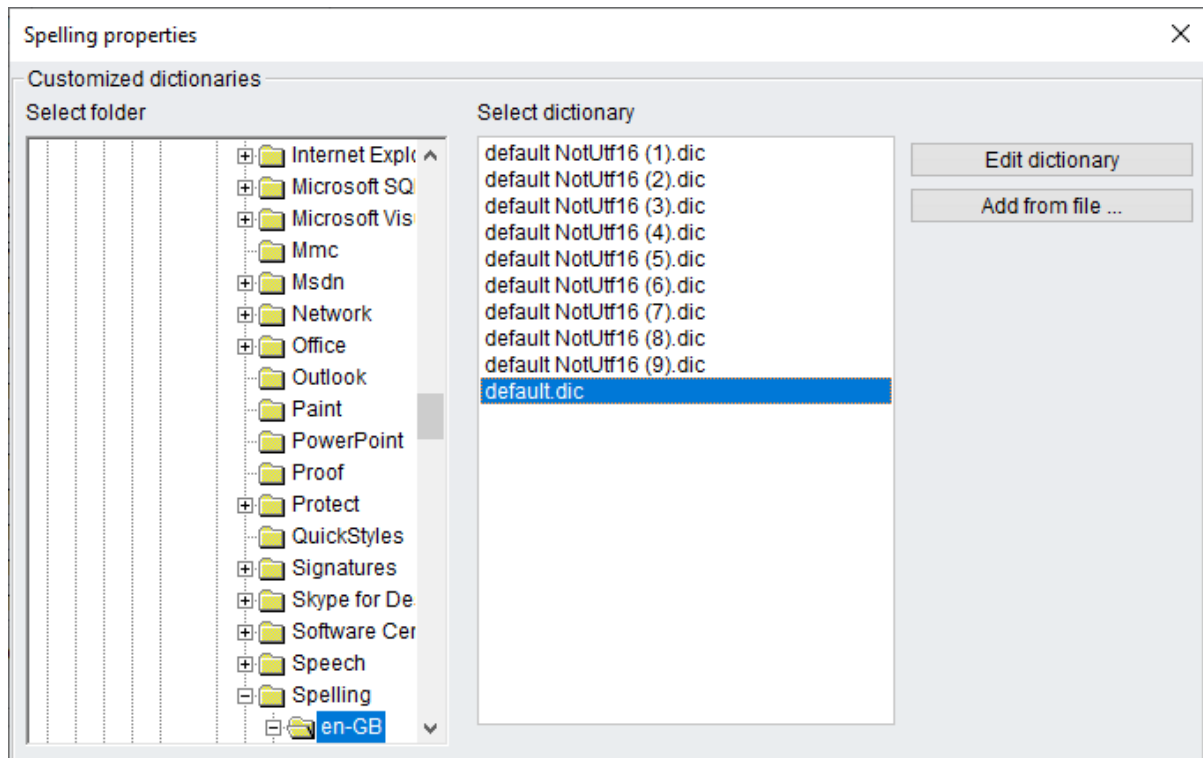 Spelling properties
Customized dictionaries
Select folder
Internet Explo
Microsoft SQ
Microsoft Vis
Mmc
Msdn
Network
Office
Outlook
Paint
PowerPoint
Proof
Protect
QuickStyles
Signatures
Skype for De
Software Cer
Speech
Spelling
en-GB
Select dictionary
default NotUtf16 (1).dic
default NotUtf16 (2).dic
default NotUtf16 (3).dic
default NotUtf16 (4).dic
default NotUtf16 (5).dic
default NotUtf16 (6).dic
default NotUtf16 (7).dic
default NotUtf16 (8).dic
default NotUtf16 (9).dic
default.dic
Edit dictionary
Add from file ...